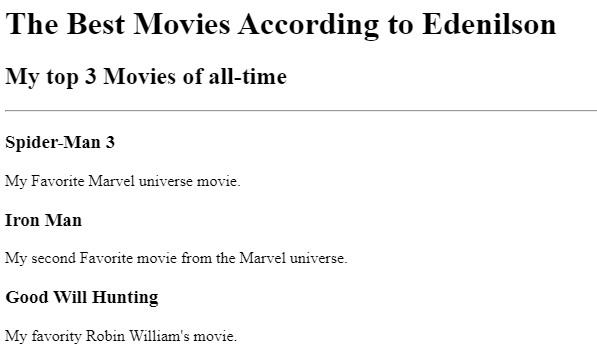 The Best Movies According to Edenilson
My top 3 Movies of all-time
Spider-Man 3
My Favorite Marvel universe movie.
Iron Man
My second Favorite movie from the Marvel universe.
Good Will Hunting
My favority Robin William's movie.